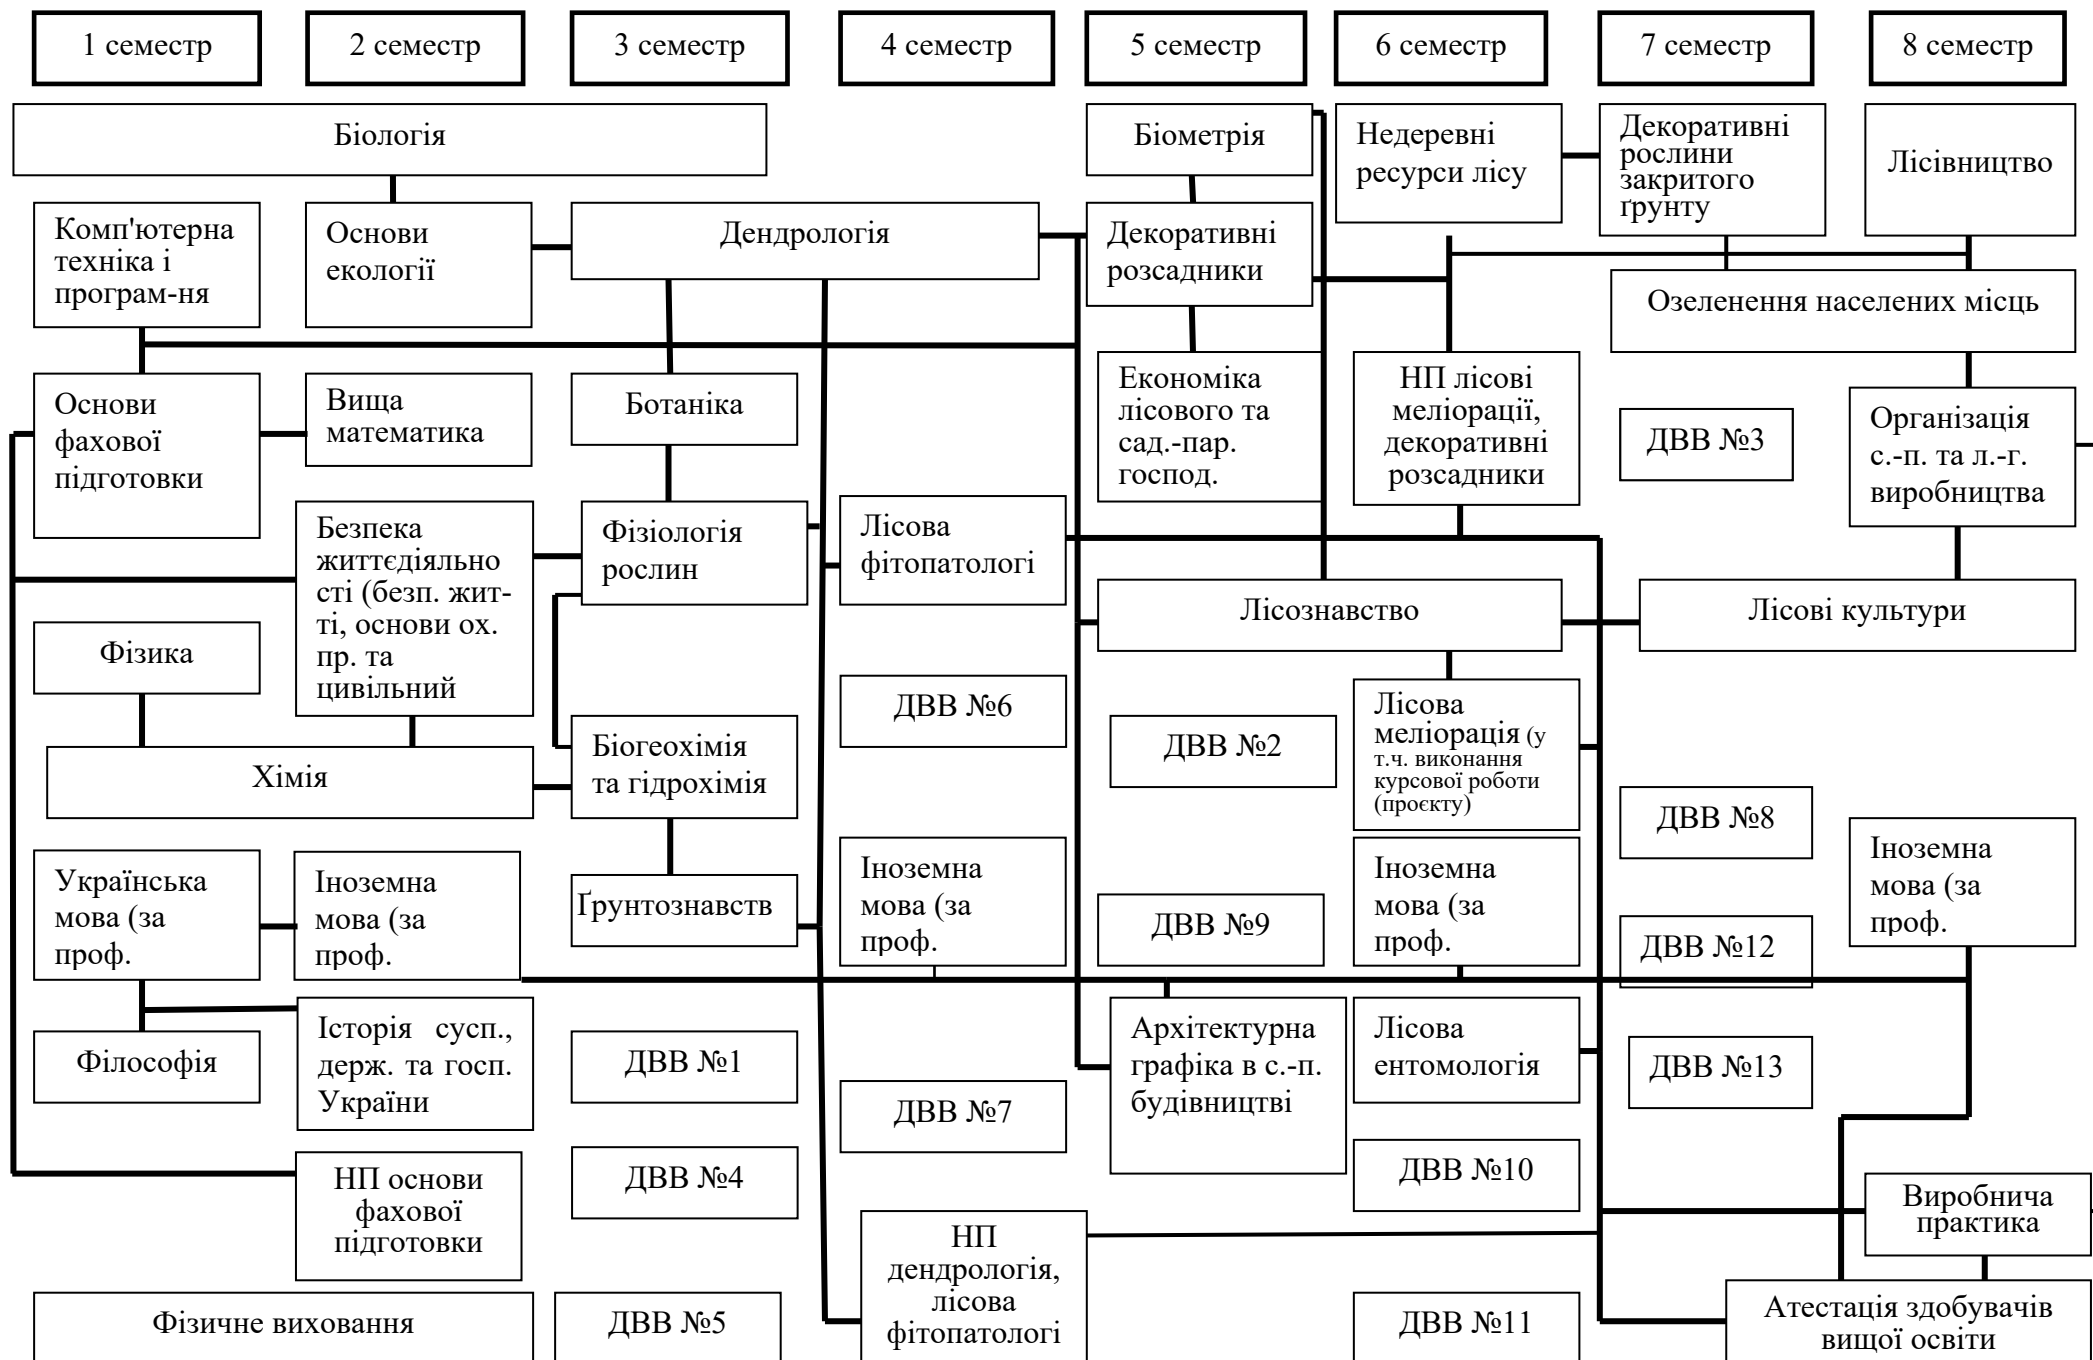 1 семестр
2 семестр
3 семестр
4 семестр
5 семестр
6 семестр
7 семестр
8 семестр
Біологія
Біометрія
Недеревні
ресурси лісу
Декоративні
рослини
закритого
ґрунту
Лісівництво
Комп'ютерна
техніка і
програм-ня
Основи
екології
Дендрологія
Декоративні
розсадники
Озеленення населених місць
Основи
фахової
підготовки
Вища
математика
Ботаніка
Економіка
лісового та
сад.-пар.
господ.
НП лісові
меліорації,
декоративні
розсадники
ДВВ №3
Організація
с.-п. та л.-г.
виробництва
Безпека
життєдіяльно
сті (безп. жит-
ті, основи ох.
пр. та
цивільний
Фізіологія
рослин
Лісова
фітопатологі
Лісознавство
Лісові культури
Фізика
ДВВ №6
ДВВ №2
Лісова
меліорація (у
т.ч. виконання
курсової роботи
(проєкту)
Хімія
Біогеохімія
та гідрохімія
ДВВ №8
Українська
мова (за
проф.
Іноземна
мова (за
проф.
Ґрунтознавств
Іноземна
мова (за
проф.
ДВВ №9
Іноземна
мова (за
проф.
ДВВ №12
Іноземна
мова (за
проф.
Філософія
Історія сусп.,
держ. та госп.
України
ДВВ №1
ДВВ №7
Архітектурна
графіка в с.-п.
будівництві
Лісова
ентомологія
ДВВ №13
НП основи
фахової
підготовки
ДВВ №4
НП
дендрологія,
лісова
фітопатологі
ДВВ №10
Виробнича
практика
Фізичне виховання
ДВВ №5
ДВВ №11
Атестація здобувачів
вищої освіти